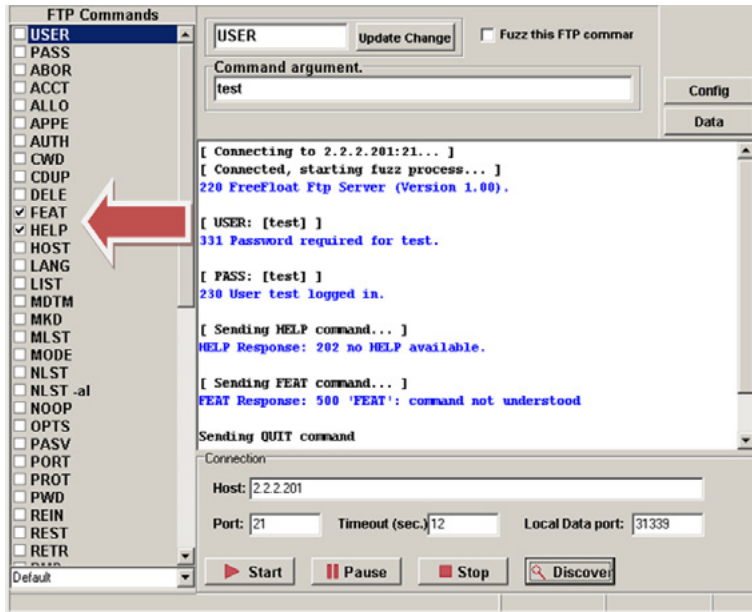 FTP Commands
USER
PASS
ABOR
ACCT
ALLO
APPE
AUTH
CWD
CDUP
DELE
FEAT
HELP
HOST
LANG
LIST
MDTM
MKD
MLST
MODE
NLST
NLST -al
NOOP
OPTS
PASV
PORT
PROT
PWD
REIN
REST
RETR
Default
USER
Update Change
Fuzz this FTP commar
Command argument.
test
Config
Data
[ Connecting to 2.2.2.201:21... ]
[ Connected, starting fuzz process... ]
220 FreeFloat Ftp Server (Version 1.00).
[ USER: [test] ]
331 Password required for test.
[ PASS: [test] ]
230 User test logged in.
[ Sending HELP command... ]
HELP Response: 202 no HELP available.
[ Sending FEAT command... ]
FEAT Response: 500 'FEAT': command not understood
Sending QUIT command
Connection
Host: 2.2.2.201
Port: 21 Timeout (sec.) 12 Local Data port: 31339
Start Pause Stop Discover